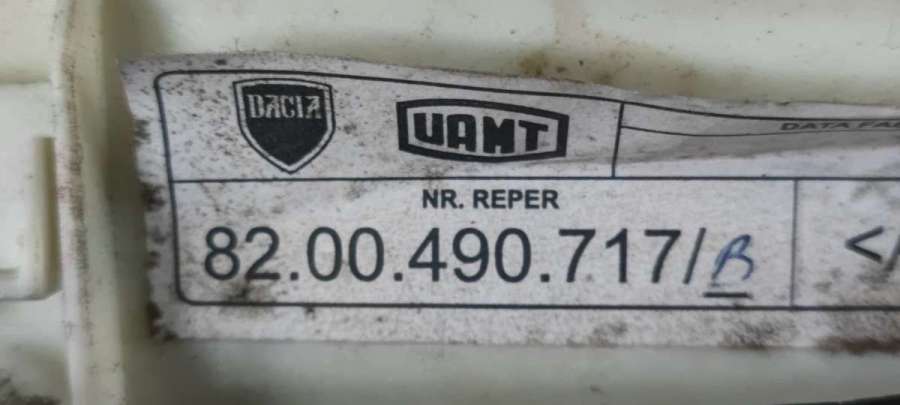 DACIA
UAMT
DATA FA
NR. REPER
82.00.490.717/B
</